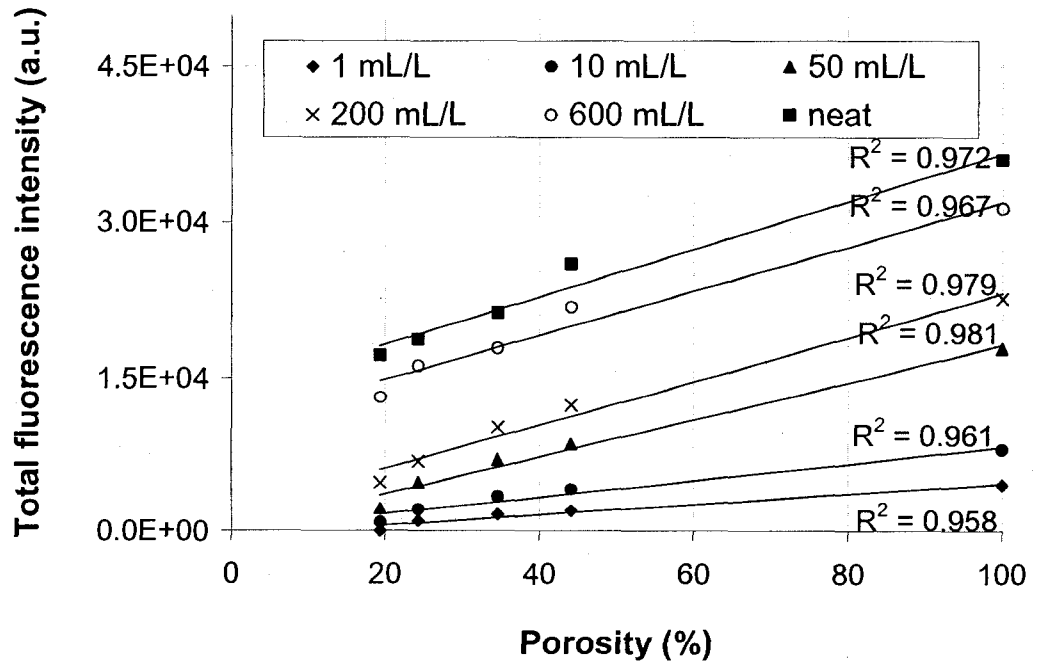 Total fluorescence intensity (a.u.)
4.5E+04
3.0E+04
1.5E+04
0.0E+00
1 mL/L 10 mL/L 50 mL/L
200 mL/L 600 mL/L neat
R² = 0.972
R² = 0.967
R² = 0.979
R² = 0.981
R² = 0.961
R² = 0.958
0 20 40 60 80 100
Porosity (%)